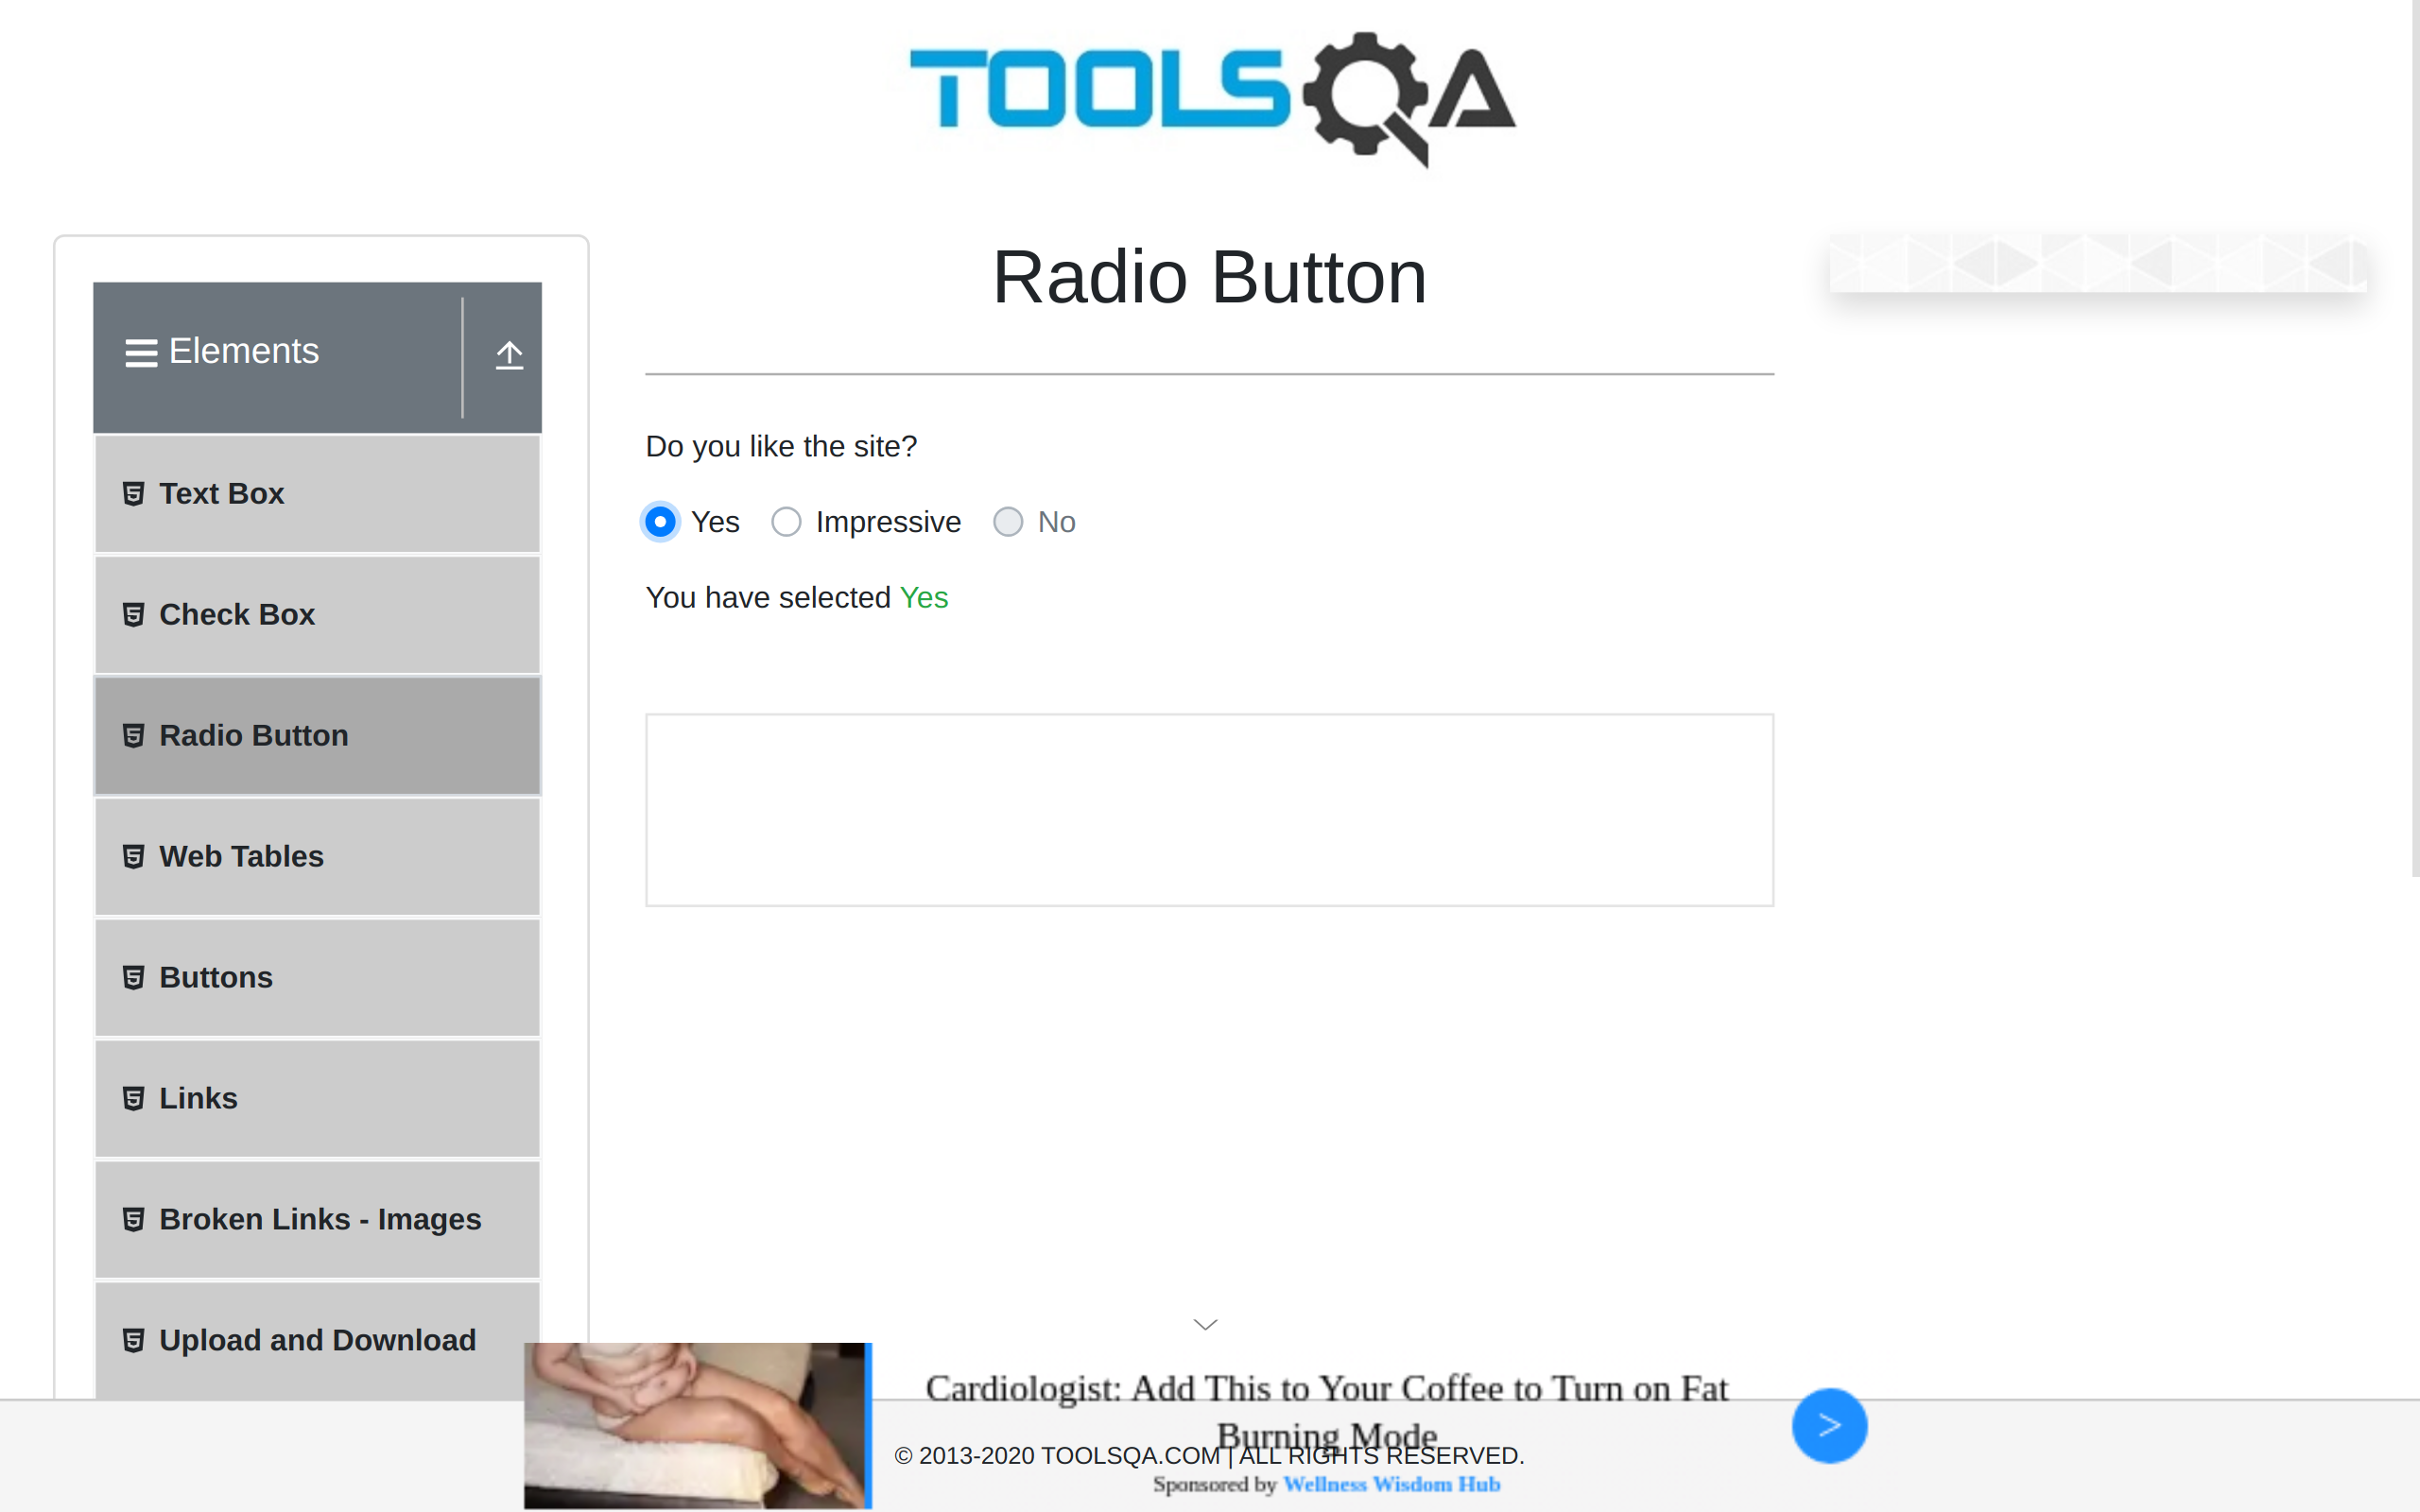 TOOLSQA
Radio Button
Elements
Text Box
Check Box
Radio Button
Web Tables
Buttons
Links
Broken Links - Images
Upload and Download
Do you like the site?
Yes Impressive No
You have selected Yes
Cardiologist: Add This to Your Coffee to Turn on Fat
Burning Mode
© 2013-2020 TOOLSQA.COM | ALL RIGHTS RESERVED.
Sponsored by Wellness Wisdom Hub
>